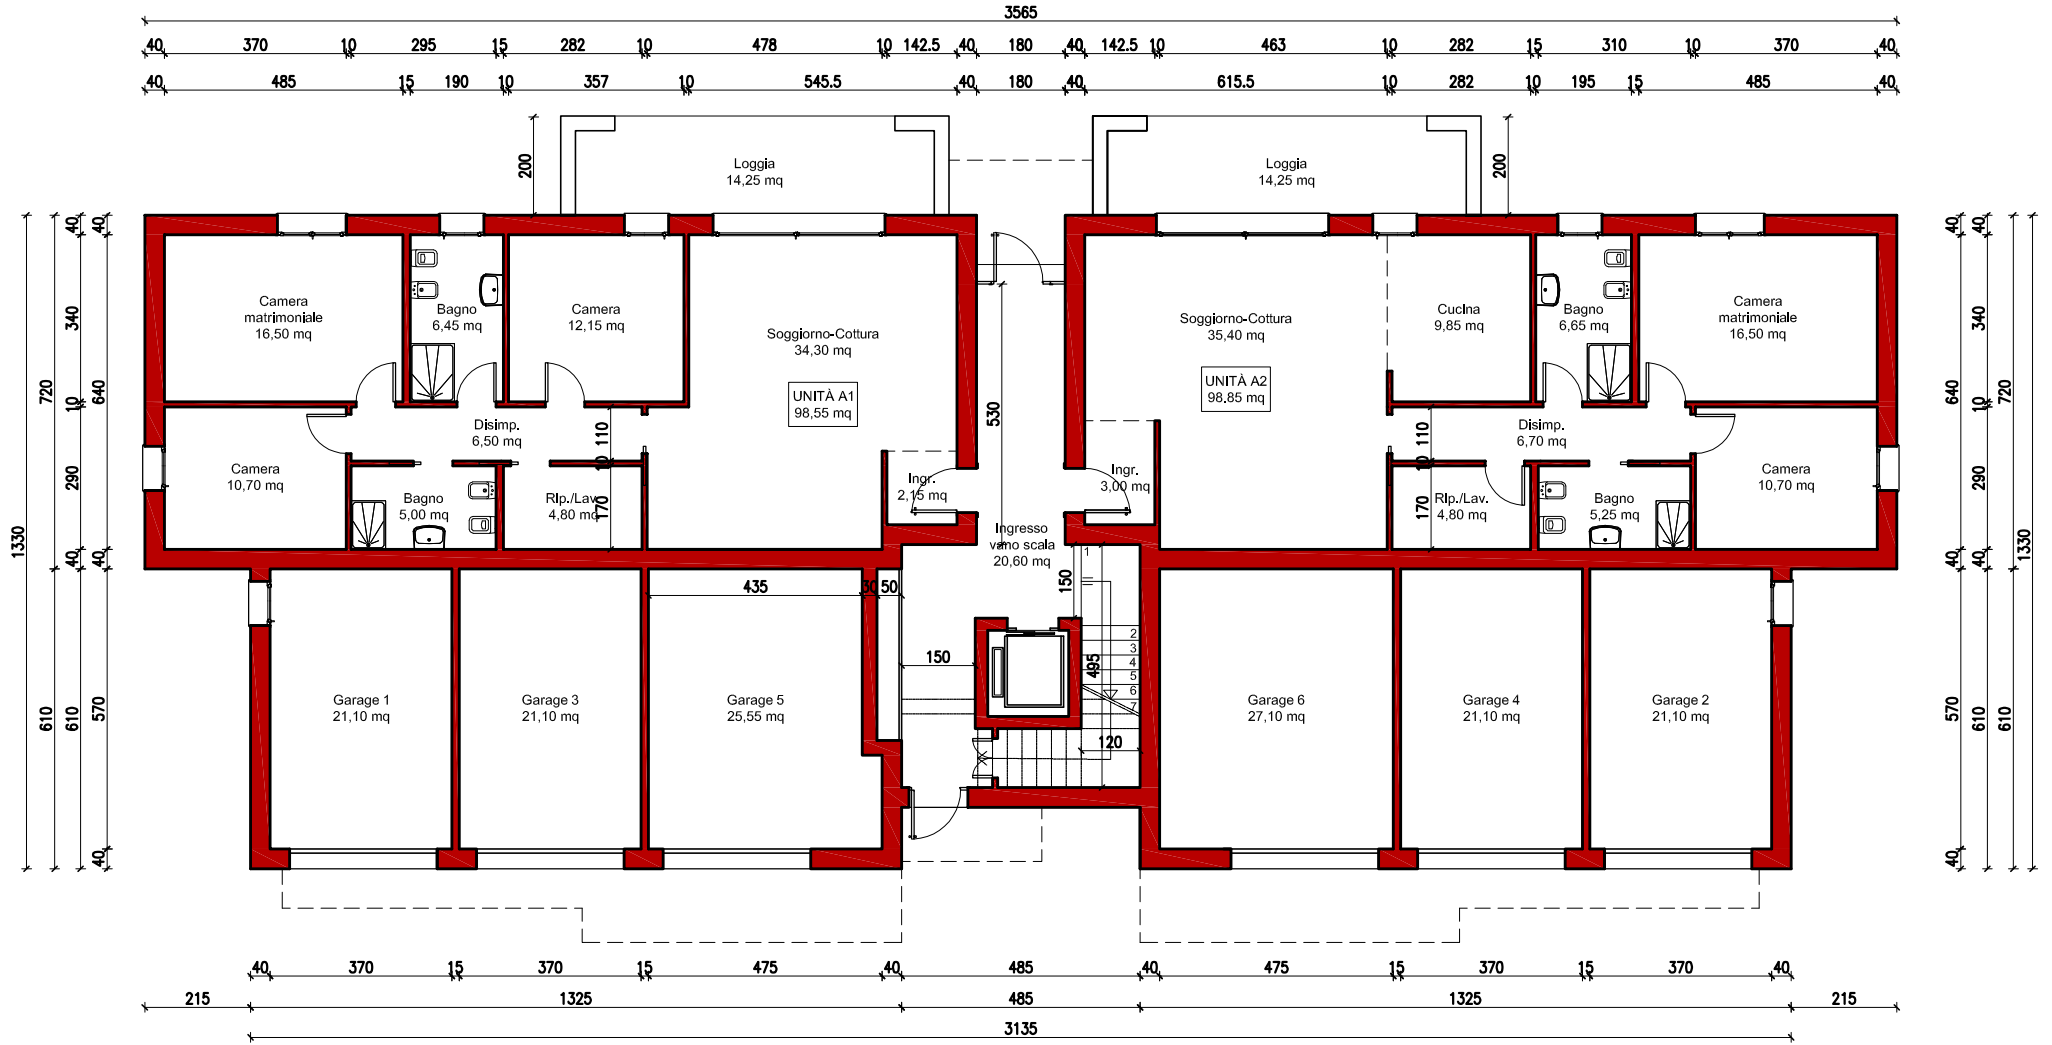 3565
40 370 10 295 15 282 10 478 10 142.5 40 180 40 142.5 10 463 10 282 15 310 10 370 40
40 485 15 190 10 357 10 545.5 40 180 40 615.5 10 282 10 195 15 485 40
200
Loggia
14,25 mq
Loggia
14,25 mq
200
Camera
matrimoniale
16,50 mq
Bagno
6,45 mq
Camera
12,15 mq
Soggiorno-Cottura
34,30 mq
UNITÀ A1
98,55 mq
Soggiorno-Cottura
35,40 mq
UNITÀ A2
98,85 mq
Cucina
9,85 mq
Bagno
6,65 mq
Camera
matrimoniale
16,50 mq
Disimp.
6,50 mq
110
10
170
530
Disimp.
6,70 mq
110
10
170
Camera
10,70 mq
Bagno
5,00 mq
Rip./Lav.
4,80 mq
Ingr.
2,15 mq
Ingr.
3,00 mq
Rip./Lav.
4,80 mq
Bagno
5,25 mq
Camera
10,70 mq
Ingresso
vano scala
20,60 mq
1330
720
610
40
340
10
290
40
610
40
640
40
570
40
40
640
40
570
40
40
340
10
290
40
610
720
610
1330
435 30 50
150
150
495
120
1
2
3
4
5
6
7
Garage 1
21,10 mq
Garage 3
21,10 mq
Garage 5
25,55 mq
Garage 6
27,10 mq
Garage 4
21,10 mq
Garage 2
21,10 mq
40 370 15 370 15 475 40 485 40 475 15 370 15 370 40
215 1325 485 1325 215
3135